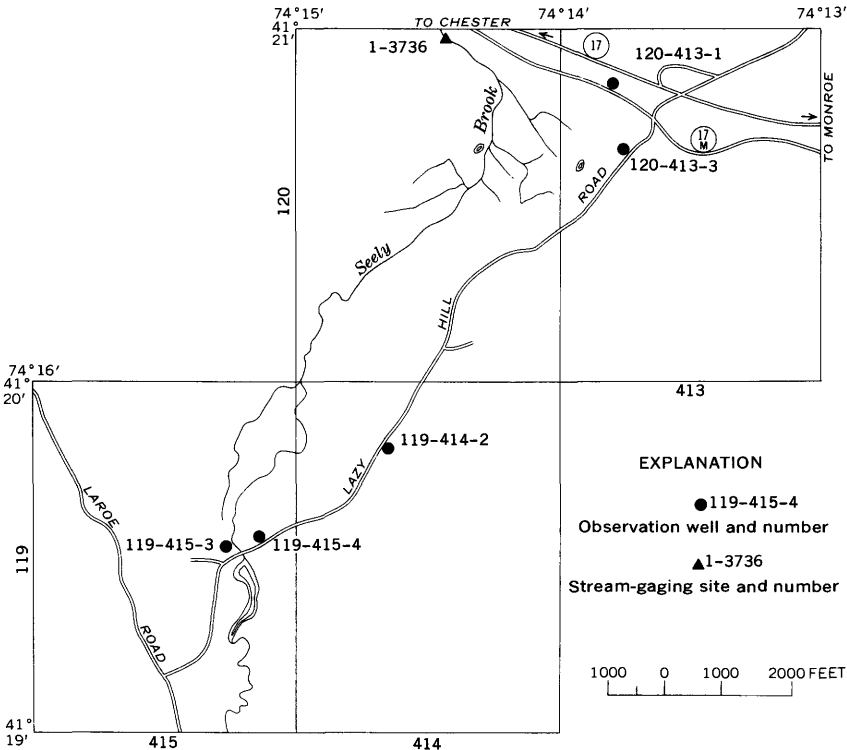 74°15′
74°14′
74°13′
41°
21′
TO CHESTER
1-3736
17
120-413-1
17
M
TO MONROE
120-413-3
Brook
ROAD
120
Seely
HILL
74°16′
41°
20′
413
119-414-2
LAZY
LAROE
119-415-3
119-415-4
119
ROAD
41°
19′
415
414
EXPLANATION
119-415-4
Observation well and number
1-3736
Stream-gaging site and number
1000 0 1000 2000 FEET